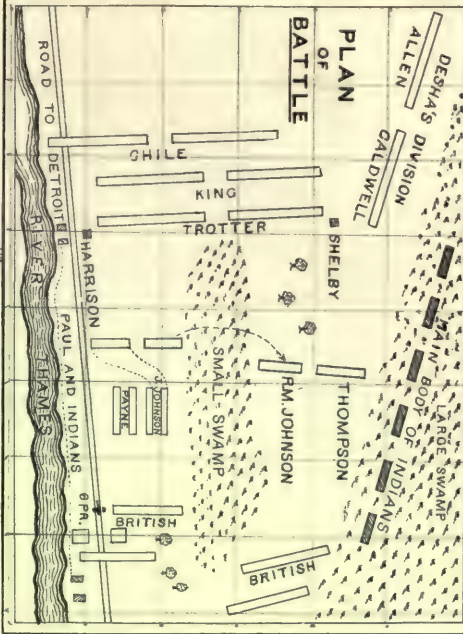 PLAN
OF
BATTLE
DESHA'S DIVISION
ALLEN
CALDWELL
CHILE
KING
TROTTER
SHELBY
HARRISON
ROAD TO DETROIT
RIVER THAMES
PAUL AND INDIANS
SMALL SWAMP
J. JOHNSON
PAYNE
R.M. JOHNSON
THOMPSON
MAIN BODY OF INDIANS
LARGE SWAMP
6 PR.
BRITISH
BRITISH